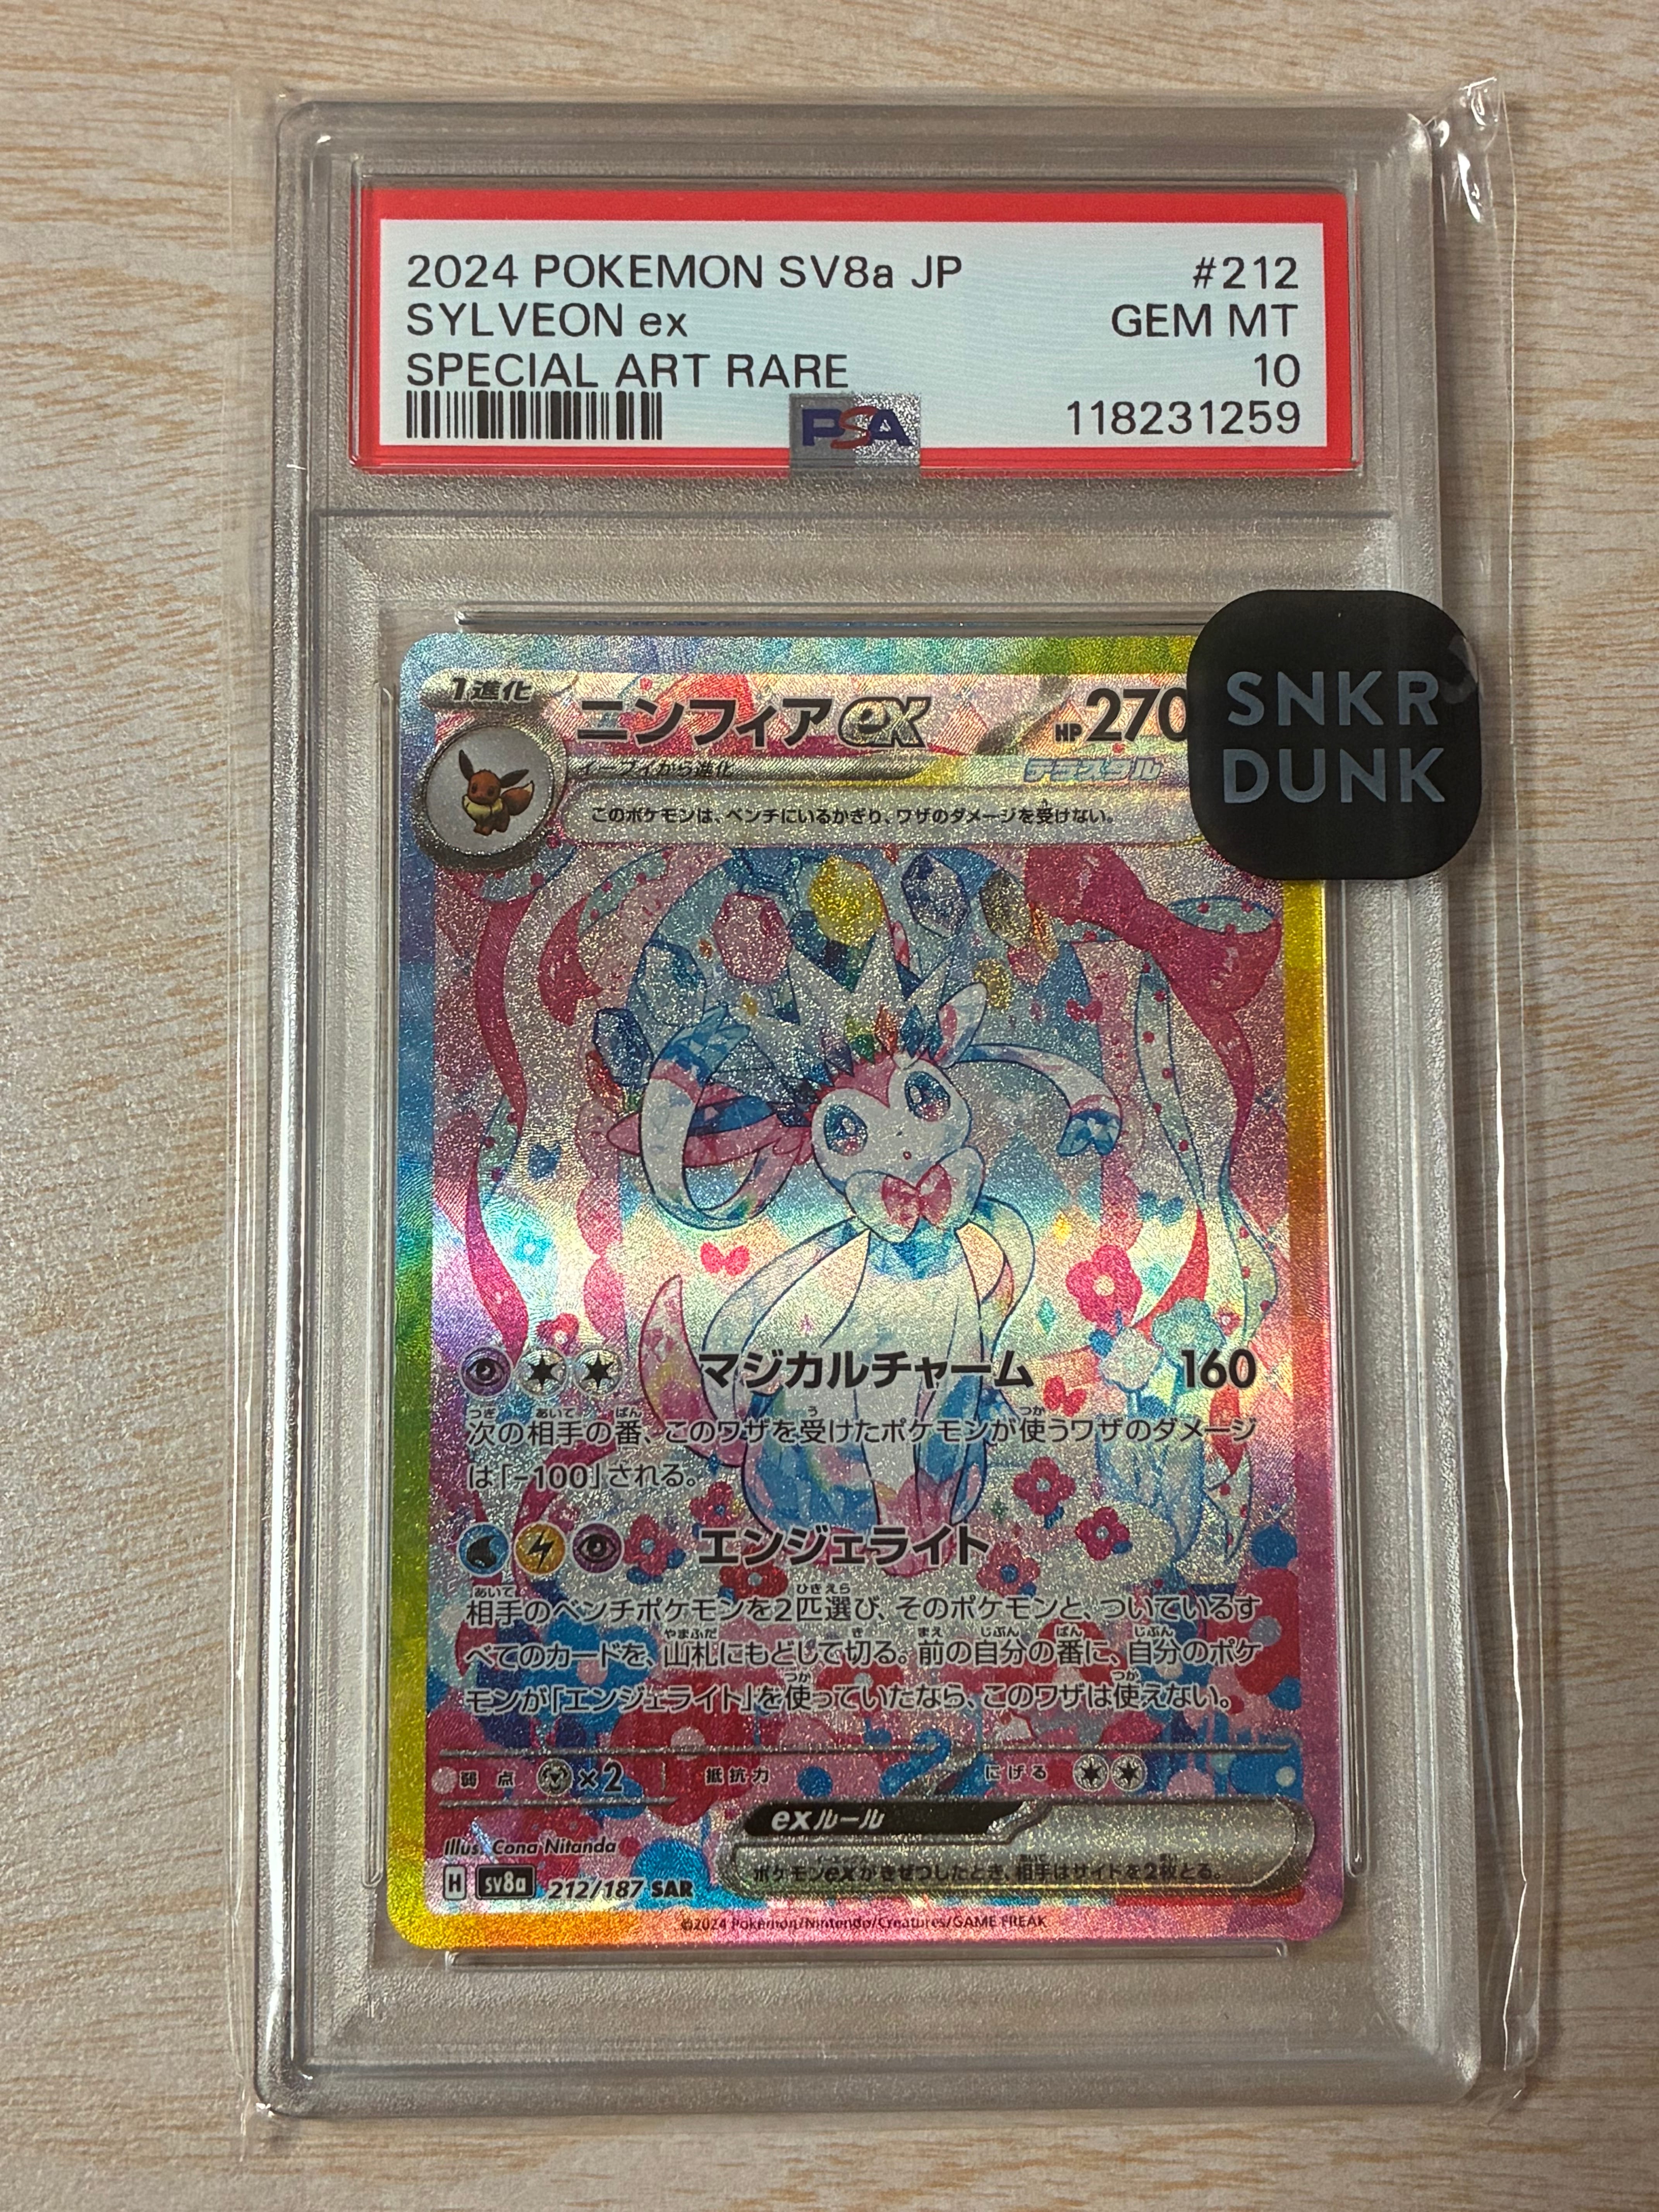 2024 POKEMON SV8a JP #212
SYLVEON ex GEM MT
SPECIAL ART RARE 10
PSA 118231259
SNKR
DUNK
1進化 ニンフィアex HP270
イーブイから進化 テラスタル
このポケモンは、ベンチにいるかぎり、ワザのダメージを受けない。
マジカルチャーム 160
次の相手の番、このワザを受けたポケモンが使うワザのダメージ
は「-100」される。
エンジェライト
相手のベンチポケモンを2匹選び、そのポケモンと、ついているす
べてのカードを、山札にもどして切る。前の自分の番に、自分のポケ
モンが「エンジェライト」を使っていたなら、このワザは使えない。
弱点 ×2 抵抗力 にげる
exルール
ポケモンexがきぜつしたとき、相手はサイドを2枚とる。
Illus. Cona Nitanda
H sv8a 212/187 SAR
©2024 Pokémon/Nintendo/Creatures/GAME FREAK